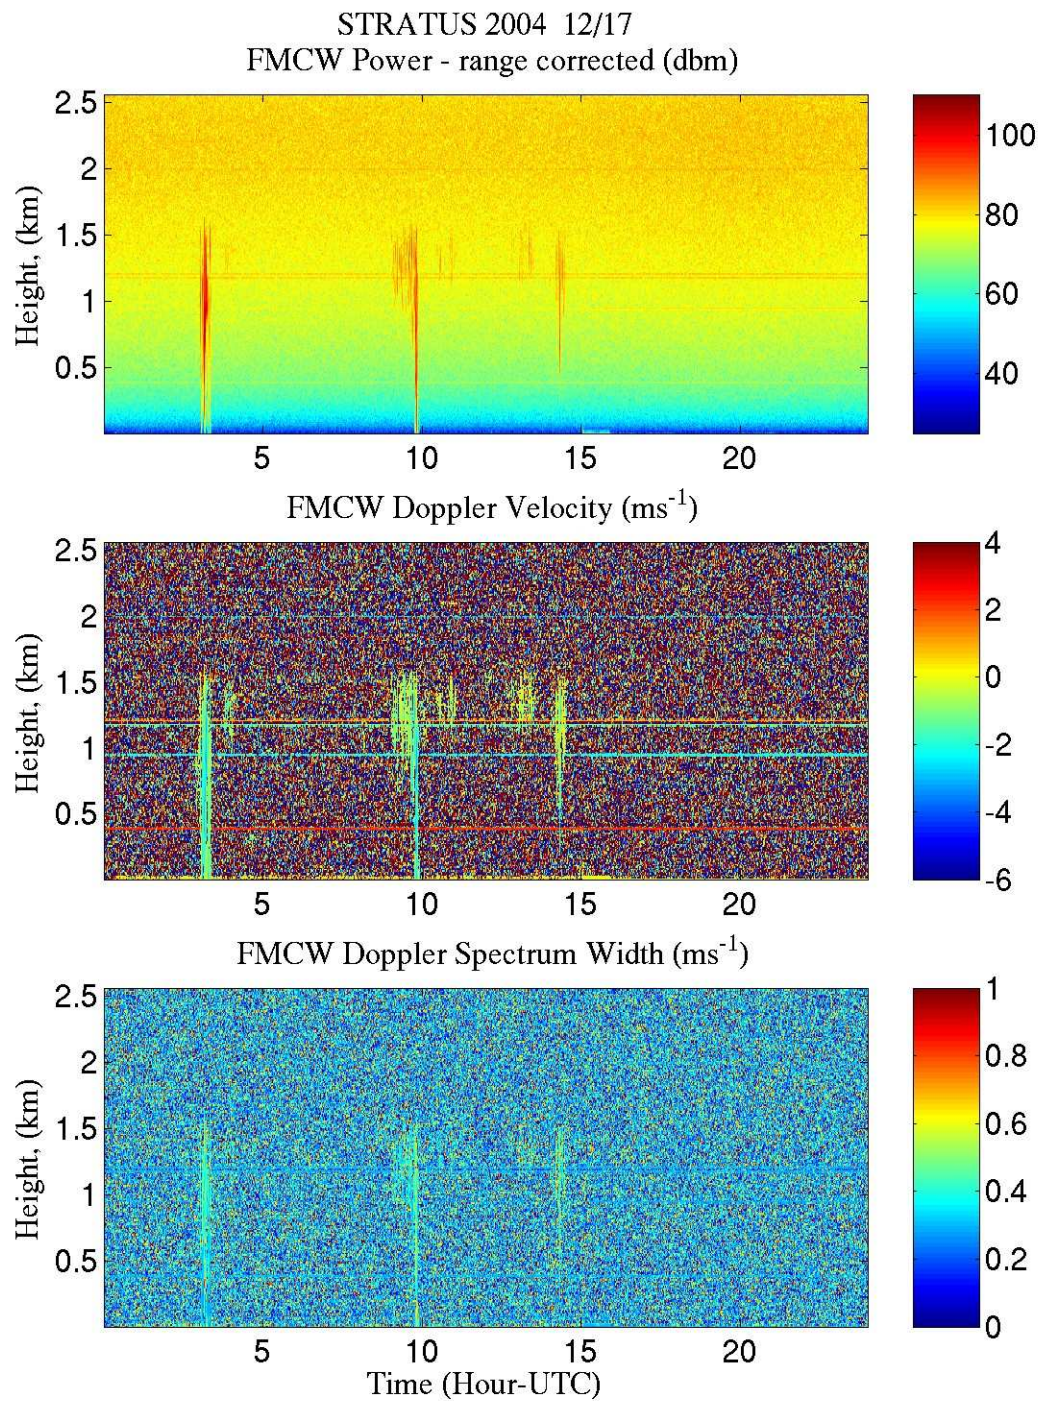 STRATUS 2004 12/17
FMCW Power - range corrected (dbm)
Height, (km)
2.5
2
1.5
1
0.5
5 10 15 20
100
80
60
40
FMCW Doppler Velocity (ms⁻¹)
Height, (km)
2.5
2
1.5
1
0.5
5 10 15 20
4
2
0
-2
-4
-6
FMCW Doppler Spectrum Width (ms⁻¹)
Height, (km)
2.5
2
1.5
1
0.5
5 10 15 20
1
0.8
0.6
0.4
0.2
0
Time (Hour-UTC)